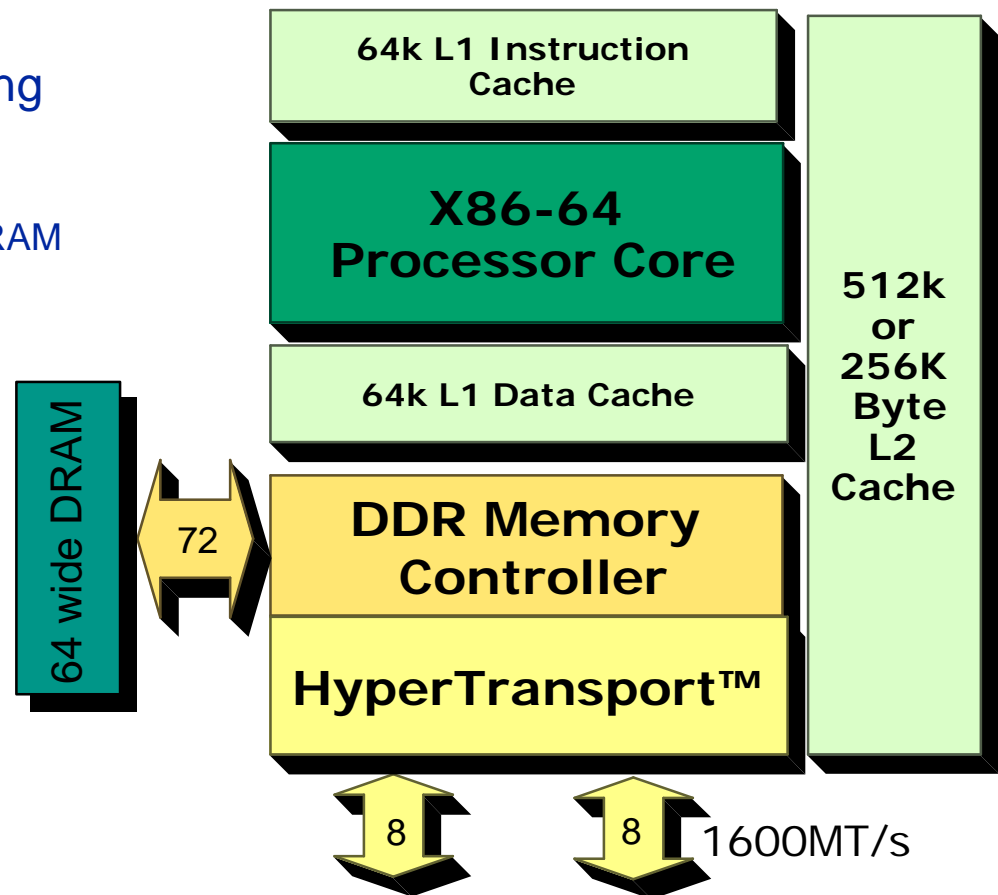 64k L1 Instruction
Cache
ng
X86-64
Processor Core
RAM
512k
or
256K
Byte
L2
Cache
64k L1 Data Cache
64 wide DRAM
72
DDR Memory
Controller
HyperTransport™
8
8
1600MT/s